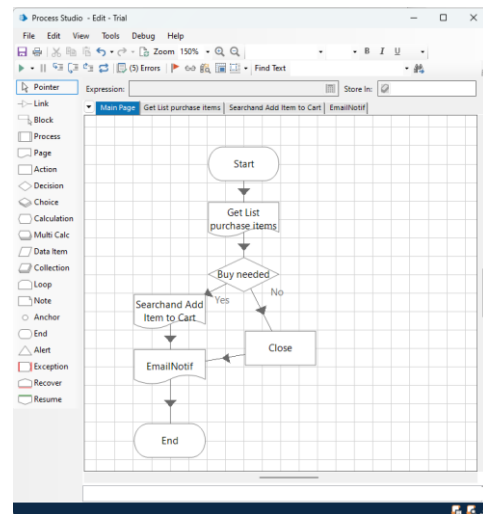 Process Studio - Edit - Trial
File Edit View Tools Debug Help
Zoom 150%
B I U
(5) Errors
Find Text
Pointer
Expression:
Store In:
Main Page Get List purchase items Searchand Add Item to Cart EmailNotif
Link
Block
Process
Page
Action
Decision
Choice
Calculation
Multi Calc
Data Item
Collection
Loop
Note
Anchor
End
Alert
Exception
Recover
Resume
Start
Get List
purchase items
Buy needed
Yes
No
Searchand Add
Item to Cart
Close
EmailNotif
End